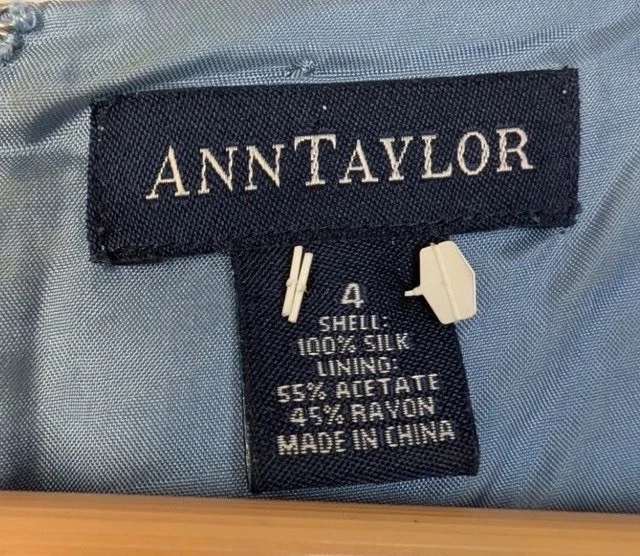 ANNTAYLOR
4
SHELL:
100% SILK
LINING:
55% ACETATE
45% RAYON
MADE IN CHINA